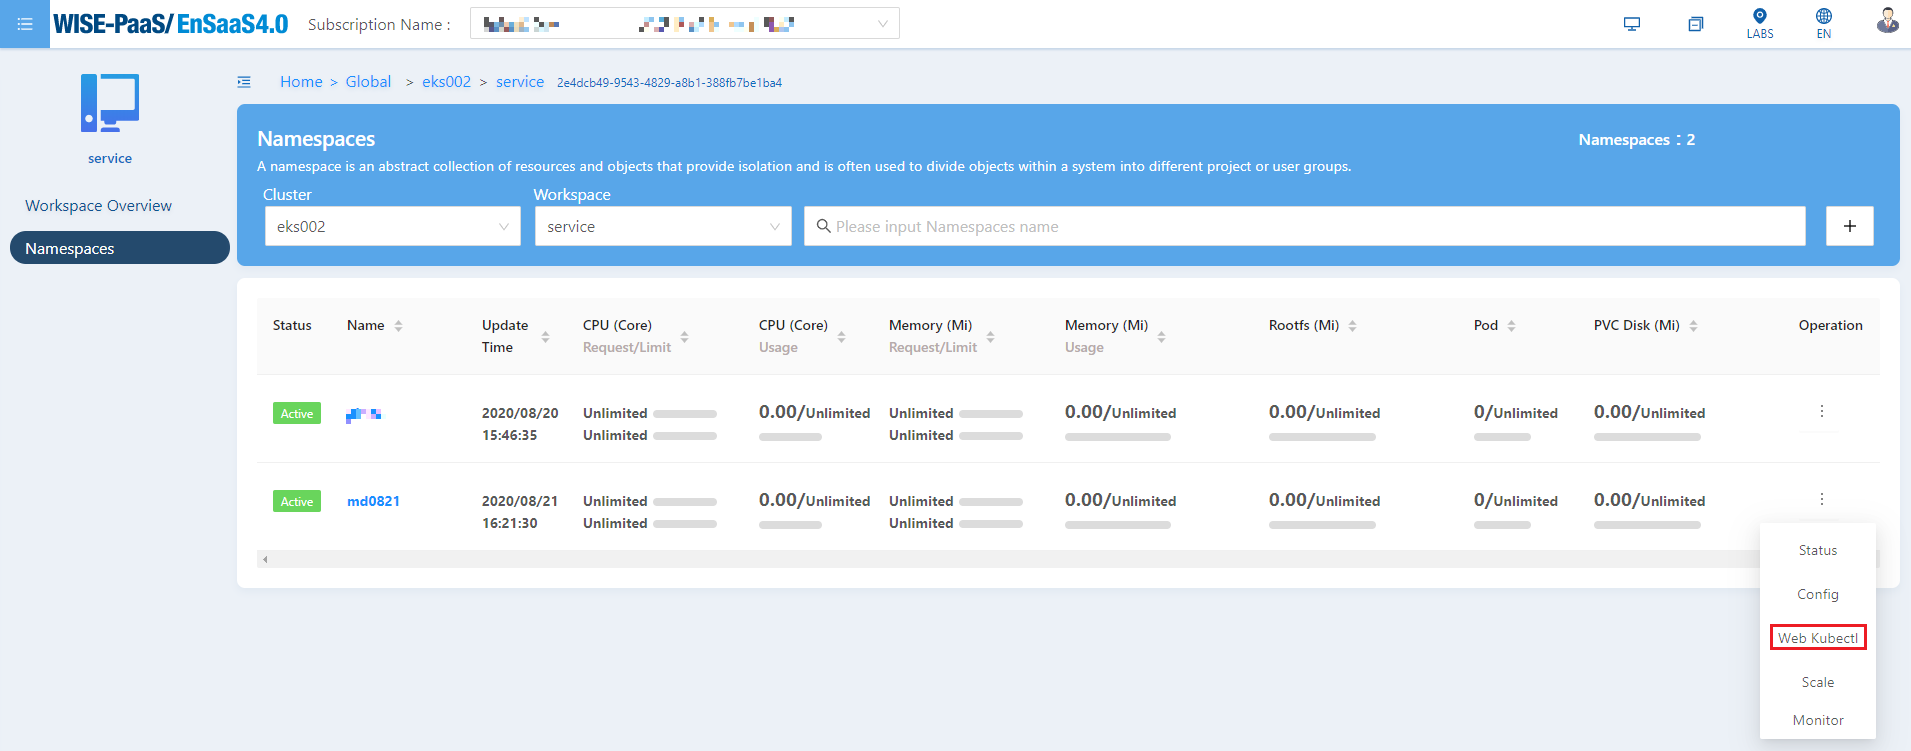 WISE-PaaS/ EnSaaS4.0 Subscription Name : LABS EN
Home > Global > eks002 > service 2e4dcb49-9543-4829-a8b1-388fb7be1ba4
service
Workspace Overview
Namespaces
Namespaces
Namespaces : 2
A namespace is an abstract collection of resources and objects that provide isolation and is often used to divide objects within a system into different project or user groups.
Cluster Workspace
eks002 service Please input Namespaces name +
Status Name Update Time CPU (Core) Request/Limit CPU (Core) Usage Memory (Mi) Request/Limit Memory (Mi) Usage Rootfs (Mi) Pod PVC Disk (Mi) Operation
Active 2020/08/20 Unlimited 0.00/Unlimited Unlimited 0.00/Unlimited 0.00/Unlimited 0/Unlimited 0.00/Unlimited
15:46:35 Unlimited Unlimited
Active md0821 2020/08/21 Unlimited 0.00/Unlimited Unlimited 0.00/Unlimited 0.00/Unlimited 0/Unlimited 0.00/Unlimited
16:21:30 Unlimited Unlimited
Status
Config
Web Kubectl
Scale
Monitor